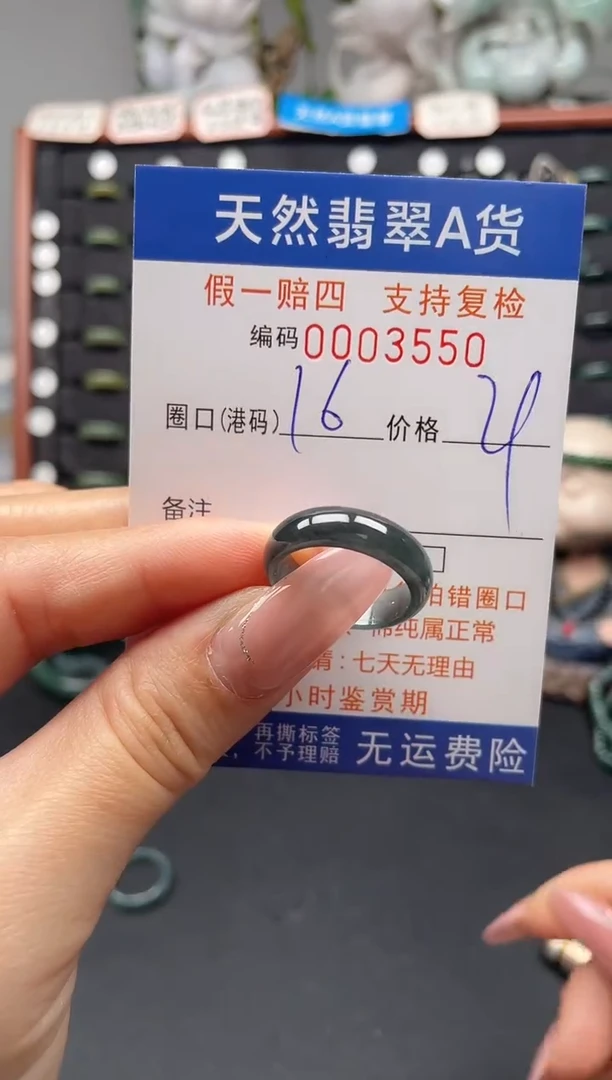 天然翡翠A货
假一赔四 支持复检
编码0003550
圈口(港码) 16 价格 4
备注
拍错圈口
棉纯属正常
:七天无理由
小时鉴赏期
再撕标签
,不予理赔
无运费险